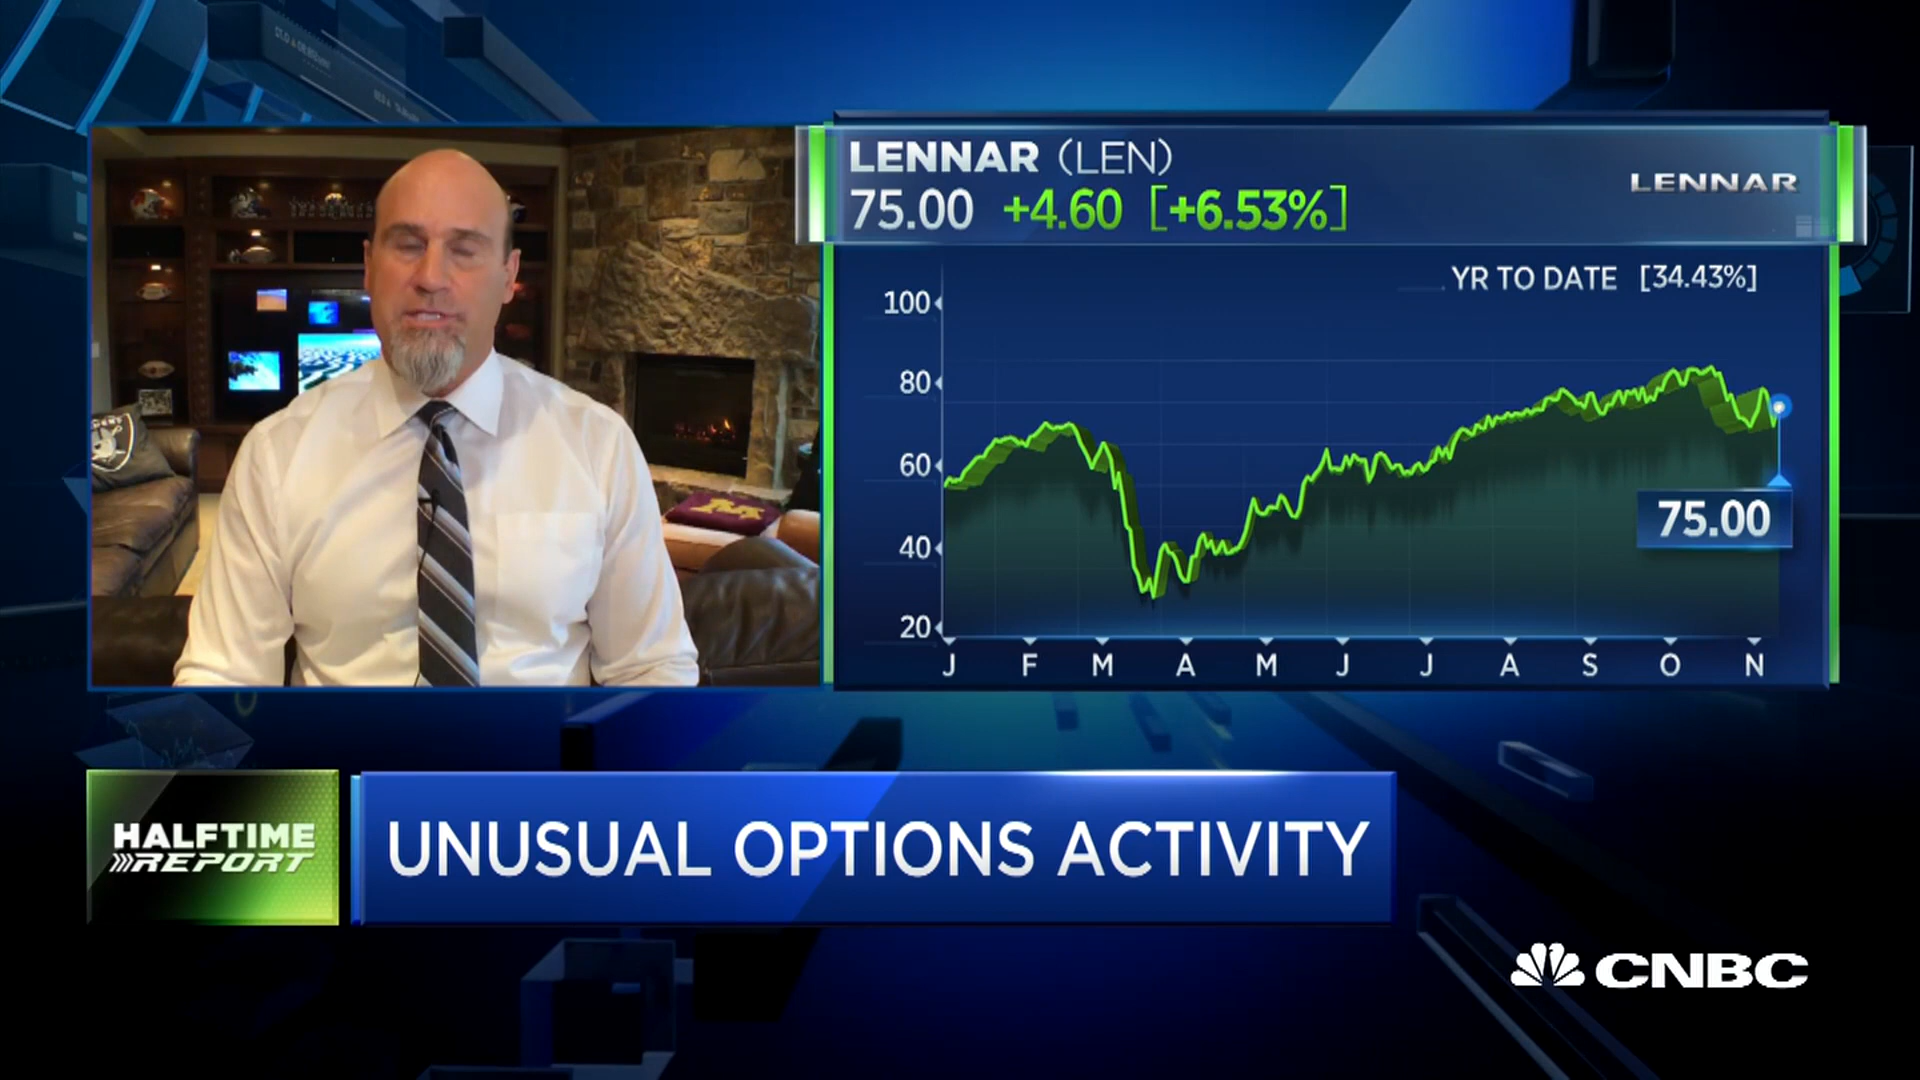 LENNAR (LEN)
75.00 +4.60 [+6.53%]
LENNAR
YR TO DATE [34.43%]
100
80
60
40
20
75.00
J F M A M J J A S O N
M
HALFTIME
REPORT
UNUSUAL OPTIONS ACTIVITY
CNBC